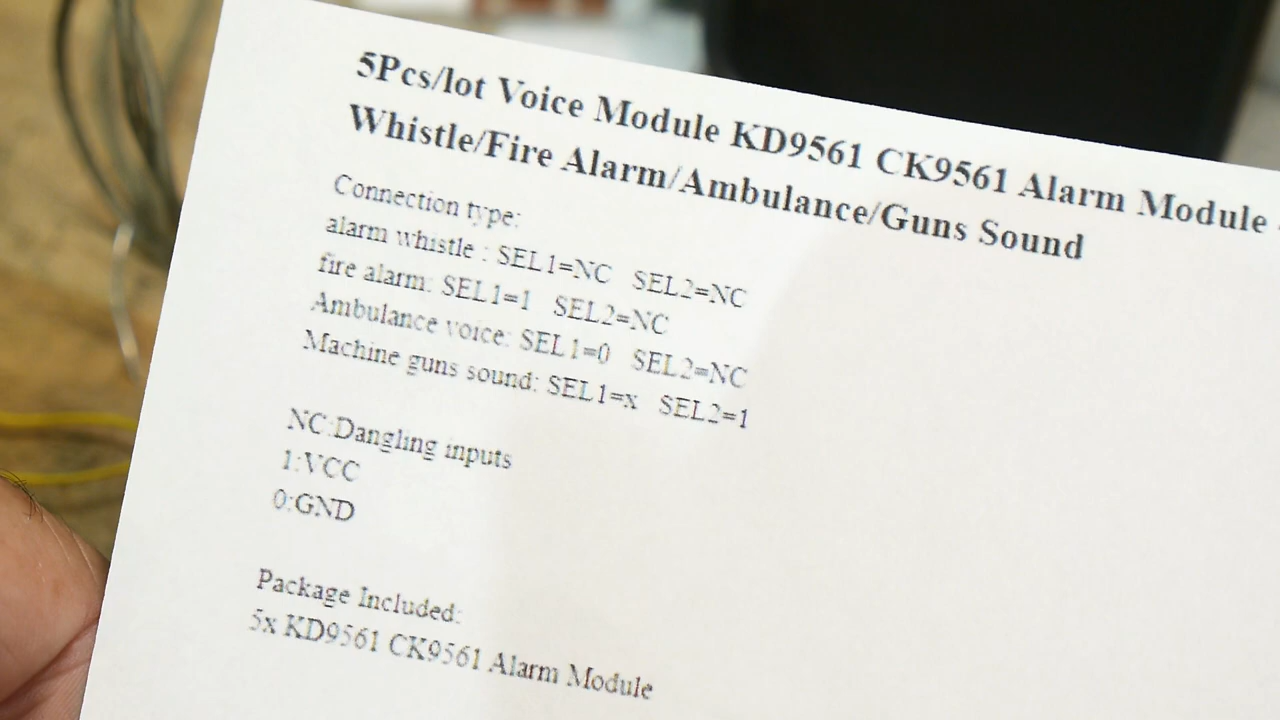 5Pcs/lot Voice Module KD9561 CK9561 Alarm Module
Whistle/Fire Alarm/Ambulance/Guns Sound
Connection type:
alarm whistle : SEL1=NC SEL2=NC
fire alarm: SEL1=1 SEL2=NC
Ambulance voice: SEL1=0 SEL2=NC
Machine guns sound: SEL1=x SEL2=1
NC:Dangling inputs
1:VCC
0:GND
Package Included:
5x KD9561 CK9561 Alarm Module